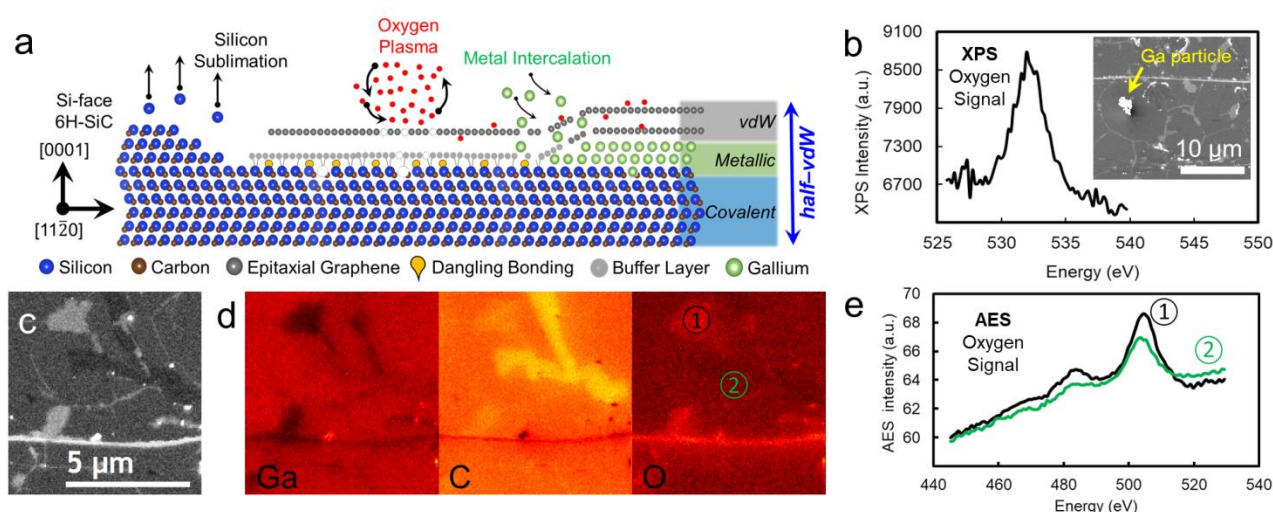 a
Silicon
Sublimation
Oxygen
Plasma
Metal Intercalation
Si-face
6H-SiC
[0001]
[112̅0]
vdW
Metallic
Covalent
half-vdW
Silicon
Carbon
Epitaxial Graphene
Dangling Bonding
Buffer Layer
Gallium
b
XPS
Oxygen
Signal
Ga particle
10 μm
XPS Intensity (a.u.)
9100
8500
7900
7300
6700
525
530
535
540
545
550
Energy (eV)
c
5 μm
d
Ga
C
O
1
2
e
AES
Oxygen
Signal
1
2
AES intensity (a.u.)
70
68
66
64
62
60
440
460
480
500
520
540
Energy (eV)